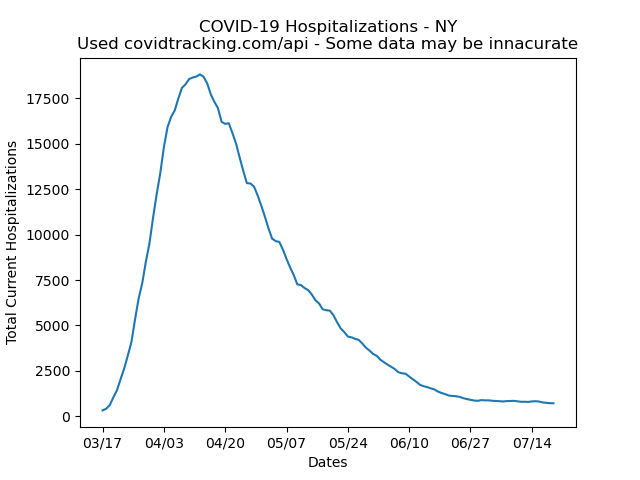 COVID-19 Hospitalizations - NY
Used covidtracking.com/api - Some data may be innacurate
Total Current Hospitalizations
17500
15000
12500
10000
7500
5000
2500
0
03/17 04/03 04/20 05/07 05/24 06/10 06/27 07/14
Dates